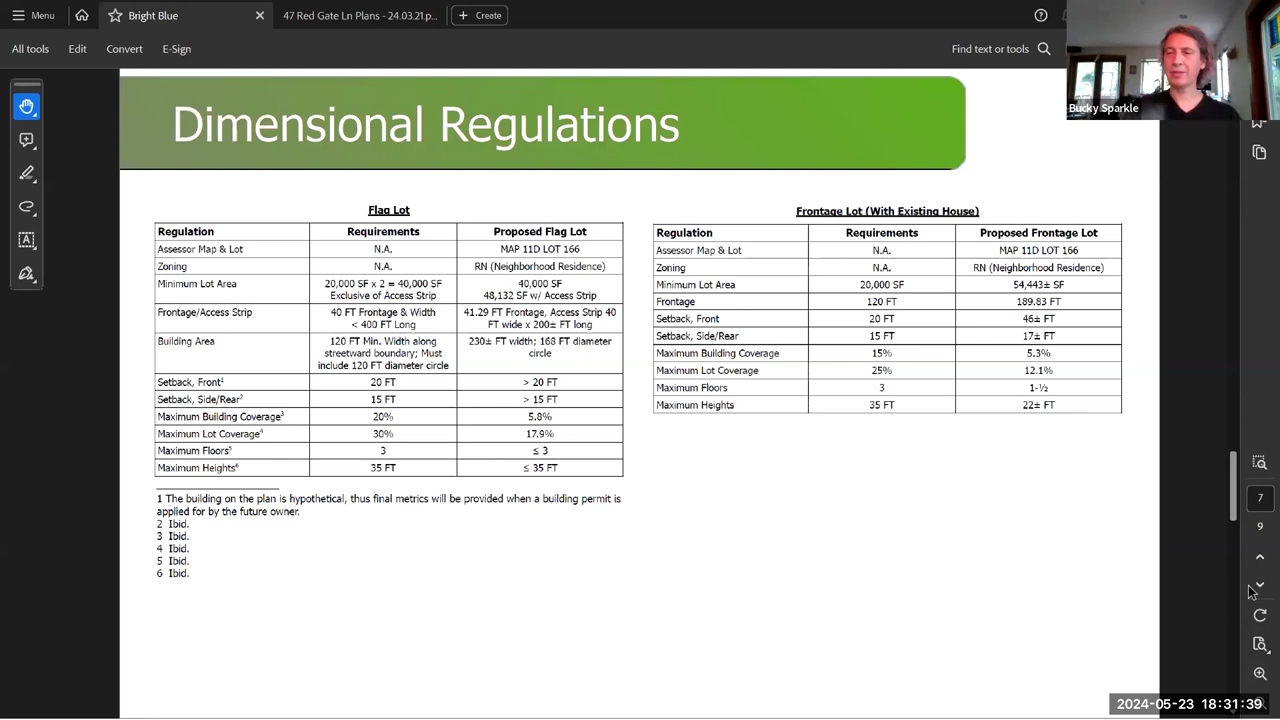 Menu
Bright Blue
47 Red Gate Ln Plans - 24.03.21.p...
Create
All tools
Edit
Convert
E-Sign
Find text or tools
Bucky Sparkle
Dimensional Regulations
Flag Lot
Regulation Requirements Proposed Flag Lot
Assessor Map & Lot N.A. MAP 11D LOT 166
Zoning N.A. RN (Neighborhood Residence)
Minimum Lot Area 20,000 SF x 2 = 40,000 SF 40,000 SF
Exclusive of Access Strip 48,132 SF w/ Access Strip
Frontage/Access Strip 40 FT Frontage & Width 41.29 FT Frontage, Access Strip 40
< 400 FT Long FT wide x 200± FT long
Building Area 120 FT Min. Width along 230± FT width; 168 FT diameter
streetward boundary; Must circle
include 120 FT diameter circle
Setback, Front1 20 FT > 20 FT
Setback, Side/Rear2 15 FT > 15 FT
Maximum Building Coverage3 20% 5.8%
Maximum Lot Coverage4 30% 17.9%
Maximum Floors5 3 ≤ 3
Maximum Heights6 35 FT ≤ 35 FT
1 The building on the plan is hypothetical, thus final metrics will be provided when a building permit is
applied for by the future owner.
2 Ibid.
3 Ibid.
4 Ibid.
5 Ibid.
6 Ibid.
Frontage Lot (With Existing House)
Regulation Requirements Proposed Frontage Lot
Assessor Map & Lot N.A. MAP 11D LOT 166
Zoning N.A. RN (Neighborhood Residence)
Minimum Lot Area 20,000 SF 54,443± SF
Frontage 120 FT 189.83 FT
Setback, Front 20 FT 46± FT
Setback, Side/Rear 15 FT 17± FT
Maximum Building Coverage 15% 5.3%
Maximum Lot Coverage 25% 12.1%
Maximum Floors 3 1-½
Maximum Heights 35 FT 22± FT
7
9
2024-05-23 18:31:39